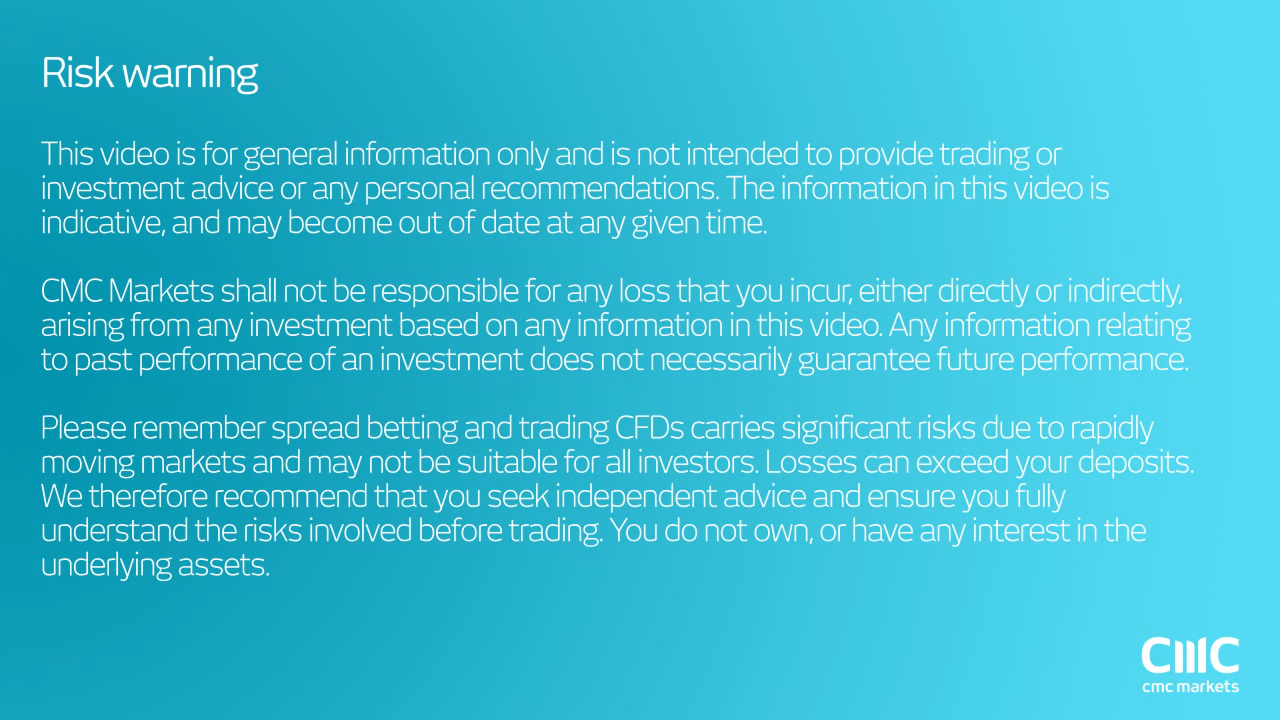 Risk warning
This video is for general information only and is not intended to provide trading or
investment advice or any personal recommendations. The information in this video is
indicative, and may become out of date at any given time.
CMC Markets shall not be responsible for any loss that you incur, either directly or indirectly,
arising from any investment based on any information in this video. Any information relating
to past performance of an investment does not necessarily guarantee future performance.
Please remember spread betting and trading CFDs carries significant risks due to rapidly
moving markets and may not be suitable for all investors. Losses can exceed your deposits.
We therefore recommend that you seek independent advice and ensure you fully
understand the risks involved before trading. You do not own, or have any interest in the
underlying assets.
cmc
cmc markets